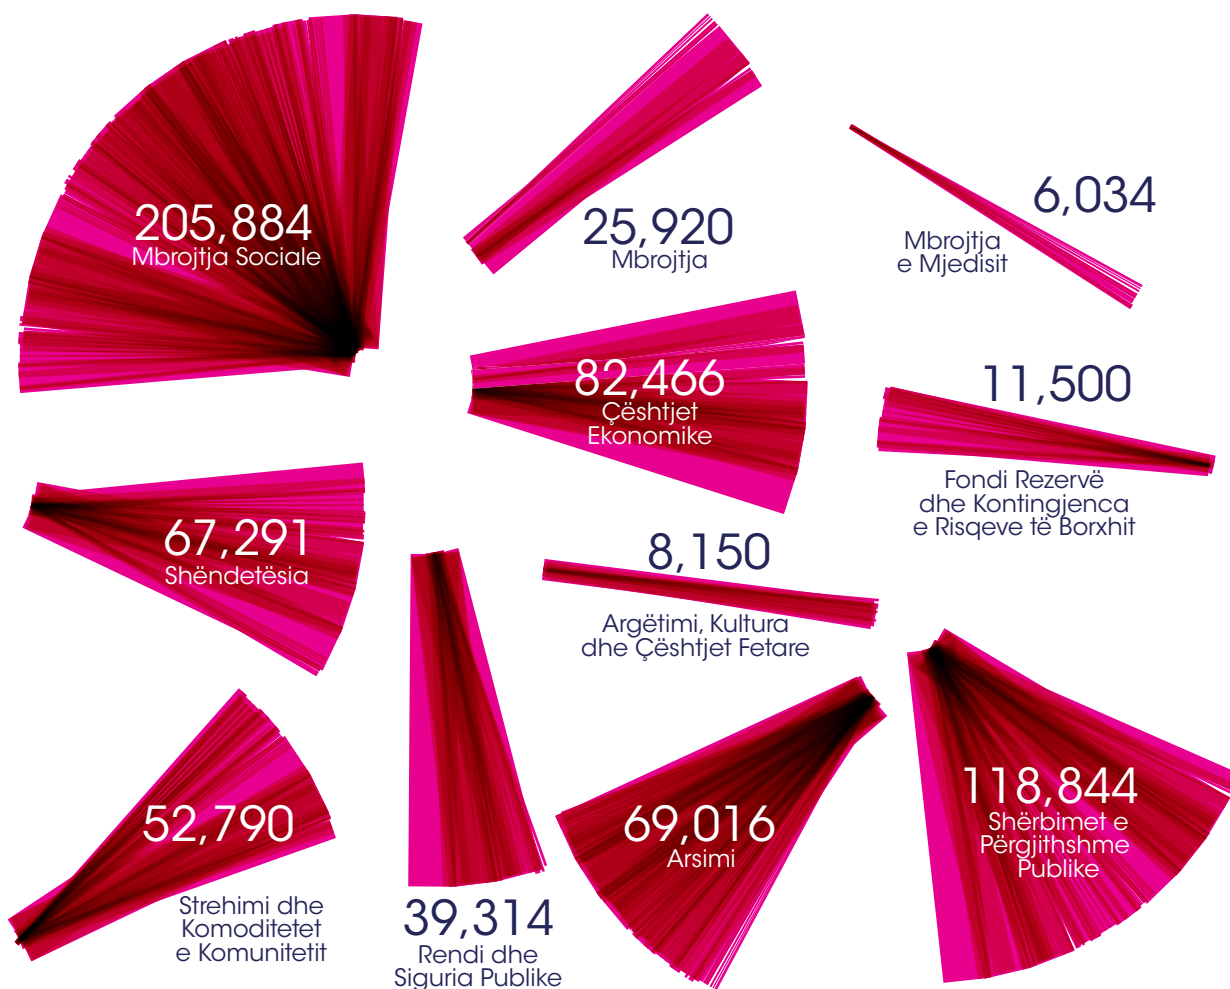 205,884
Mbrojtja Sociale
25,920
Mbrojtja
6,034
Mbrojtja
e Mjedisit
82,466
Çështjet
Ekonomike
11,500
Fondi Rezervë
dhe Kontingjenca
e Risqeve të Borxhit
67,291
Shëndetësia
8,150
Argëtimi, Kultura
dhe Çështjet Fetare
52,790
Strehimi dhe
Komoditetet
e Komunitetit
39,314
Rendi dhe
Siguria Publike
69,016
Arsimi
118,844
Shërbimet e
Përgjithshme
Publike